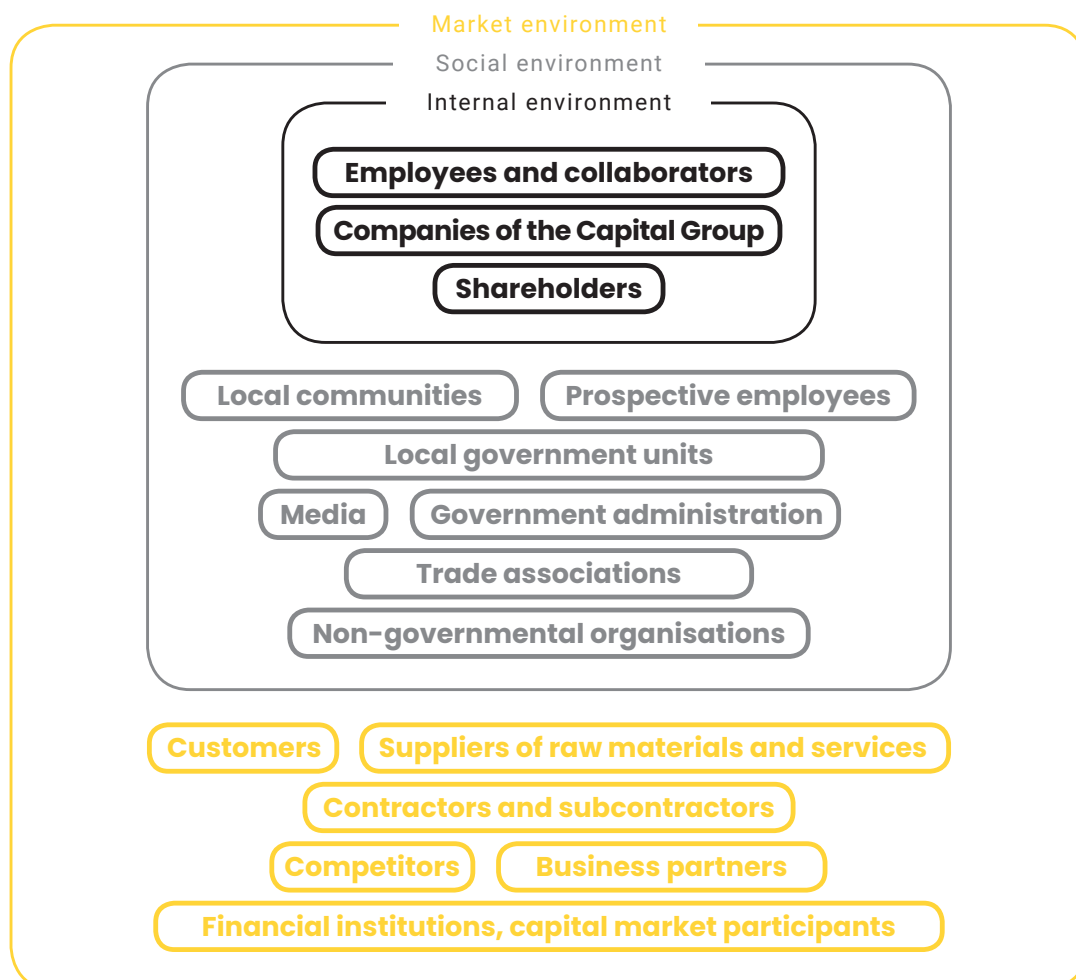 Market environment
Social environment
Internal environment
Employees and collaborators
Companies of the Capital Group
Shareholders
Local communities
Prospective employees
Local government units
Media
Government administration
Trade associations
Non-governmental organisations
Customers
Suppliers of raw materials and services
Contractors and subcontractors
Competitors
Business partners
Financial institutions, capital market participants